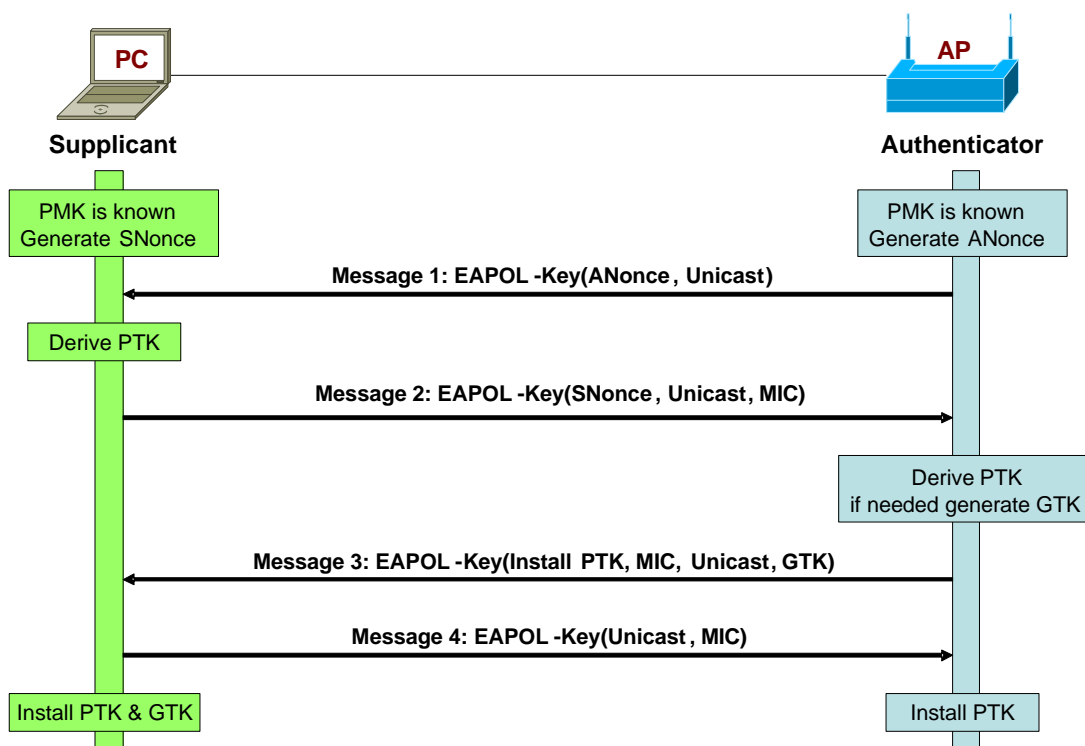 PC
AP
Supplicant
Authenticator
PMK is known
Generate SNonce
PMK is known
Generate ANonce
Message 1: EAPOL -Key(ANonce, Unicast)
Derive PTK
Message 2: EAPOL -Key(SNonce, Unicast, MIC)
Derive PTK
if needed generate GTK
Message 3: EAPOL -Key(Install PTK, MIC, Unicast, GTK)
Message 4: EAPOL -Key(Unicast, MIC)
Install PTK & GTK
Install PTK